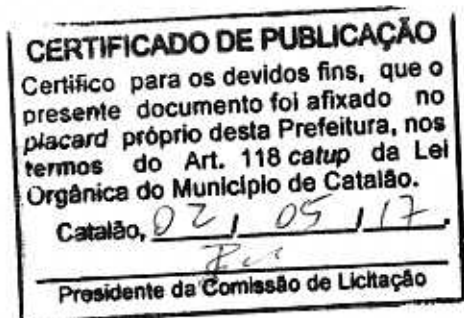 CERTIFICADO DE PUBLICAÇÃO
Certifico para os devidos fins, que o
presente documento foi afixado no
placard próprio desta Prefeitura, nos
termos do Art. 118 catup da Lei
Orgânica do Município de Catalão.
Catalão, 02 / 05 / 17.
Presidente da Comissão de Licitação